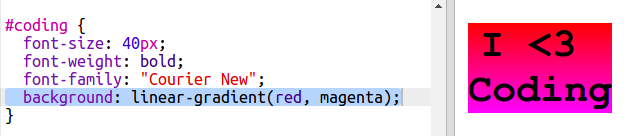 #coding {
  font-size: 40px;
  font-weight: bold;
  font-family: "Courier New";
  background: linear-gradient(red, magenta);
}
I <3
Coding